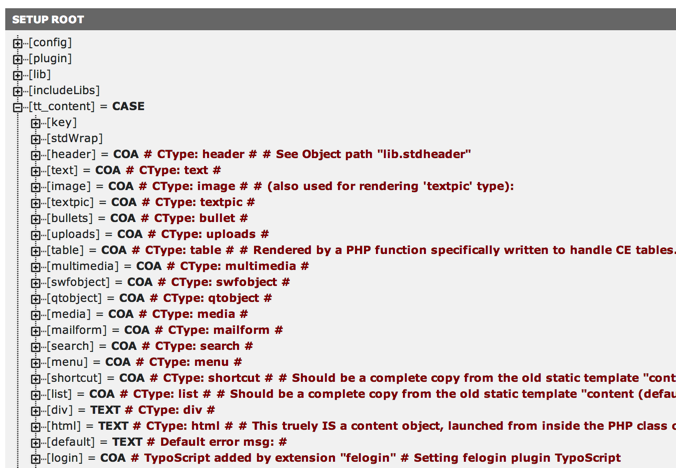 SETUP ROOT
[config]
[plugin]
[lib]
[includeLibs]
[tt_content] = CASE
[key]
[stdWrap]
[header] = COA # CType: header # # See Object path "lib.stdheader"
[text] = COA # CType: text #
[image] = COA # CType: image # # (also used for rendering 'textpic' type):
[textpic] = COA # CType: textpic #
[bullets] = COA # CType: bullet #
[uploads] = COA # CType: uploads #
[table] = COA # CType: table # # Rendered by a PHP function specifically written to handle CE tables.
[multimedia] = COA # CType: multimedia #
[swfobject] = COA # CType: swfobject #
[qtobject] = COA # CType: qtobject #
[media] = COA # CType: media #
[mailform] = COA # CType: mailform #
[search] = COA # CType: search #
[menu] = COA # CType: menu #
[shortcut] = COA # CType: shortcut # # Should be a complete copy from the old static template "cont
[list] = COA # CType: list # # Should be a complete copy from the old static template "content (defau
[div] = TEXT # CType: div #
[html] = TEXT # CType: html # # This truely IS a content object, launched from inside the PHP class
[default] = TEXT # Default error msg: #
[login] = COA # TypoScript added by extension "felogin" # Setting felogin plugin TypoScript